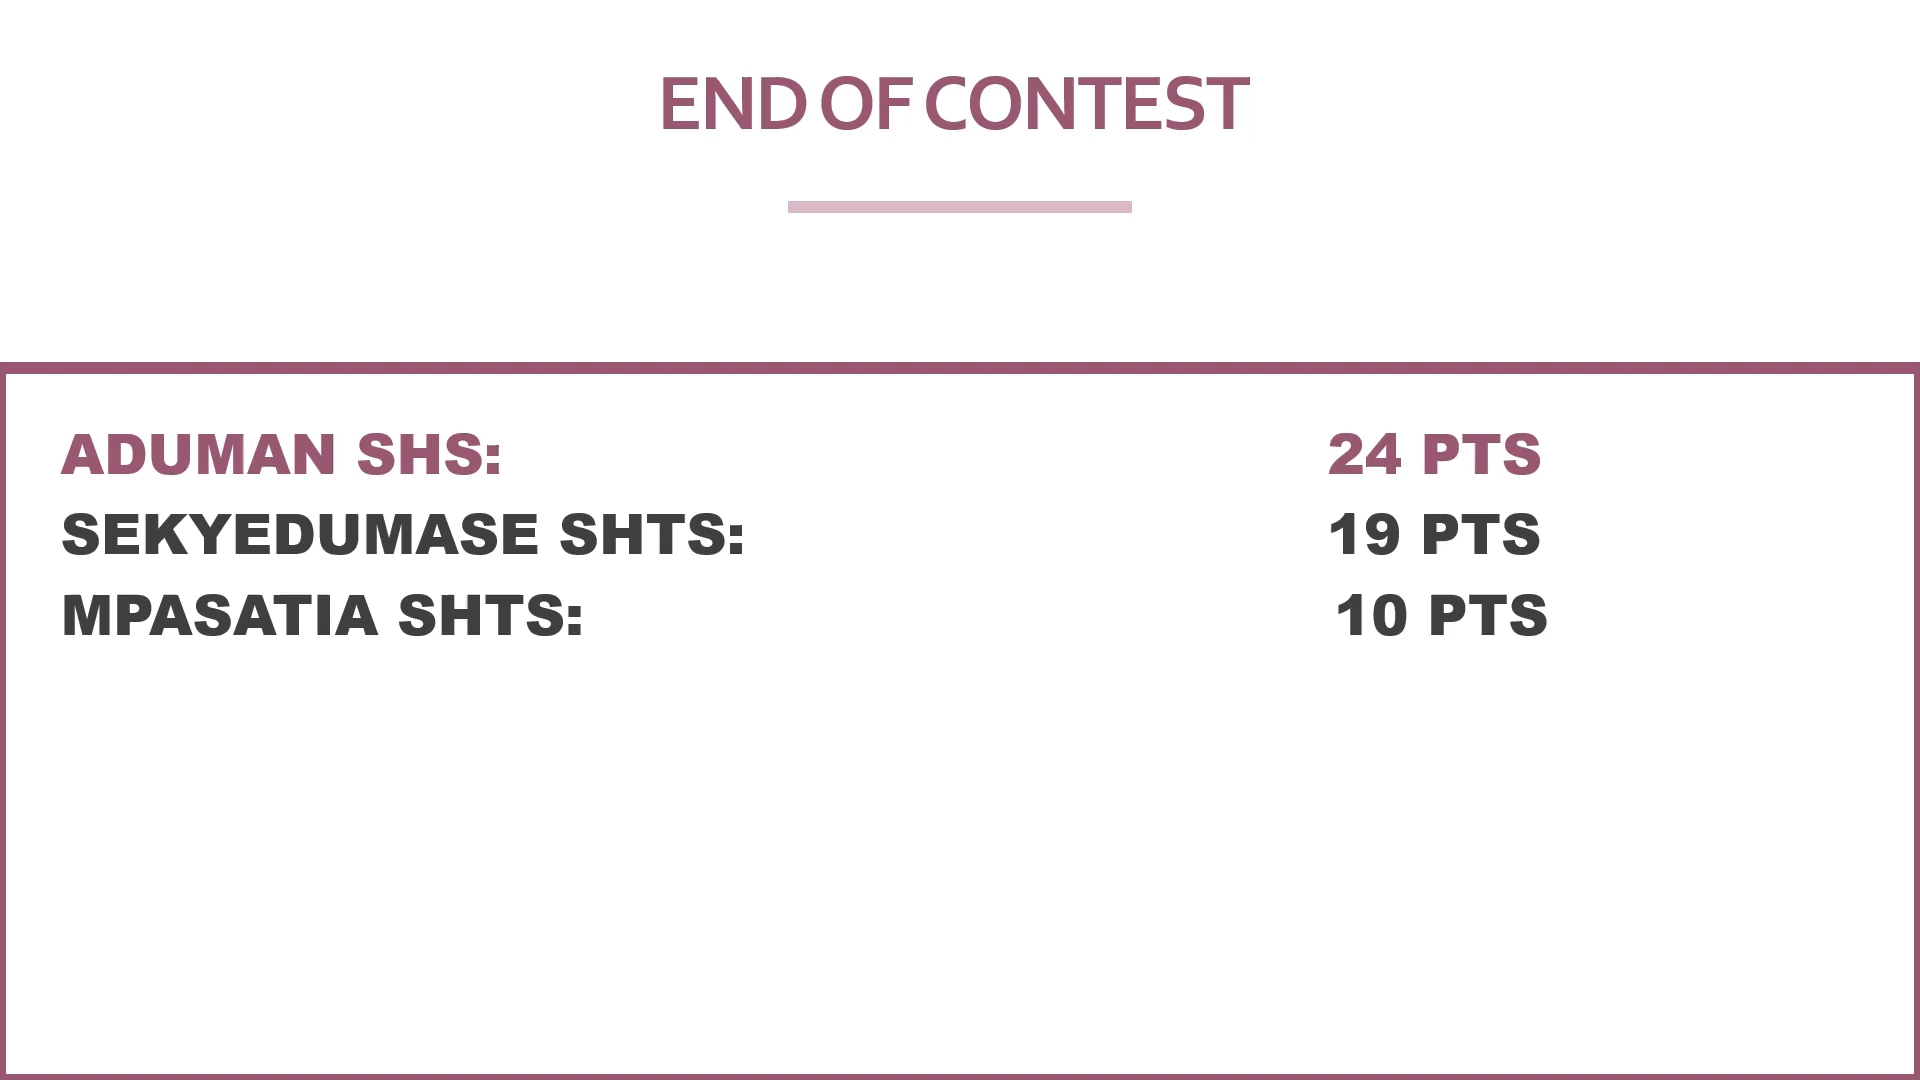 END OF CONTEST
ADUMAN SHS: 24 PTS
SEKYEDUMASE SHTS: 19 PTS
MPASATIA SHTS: 10 PTS